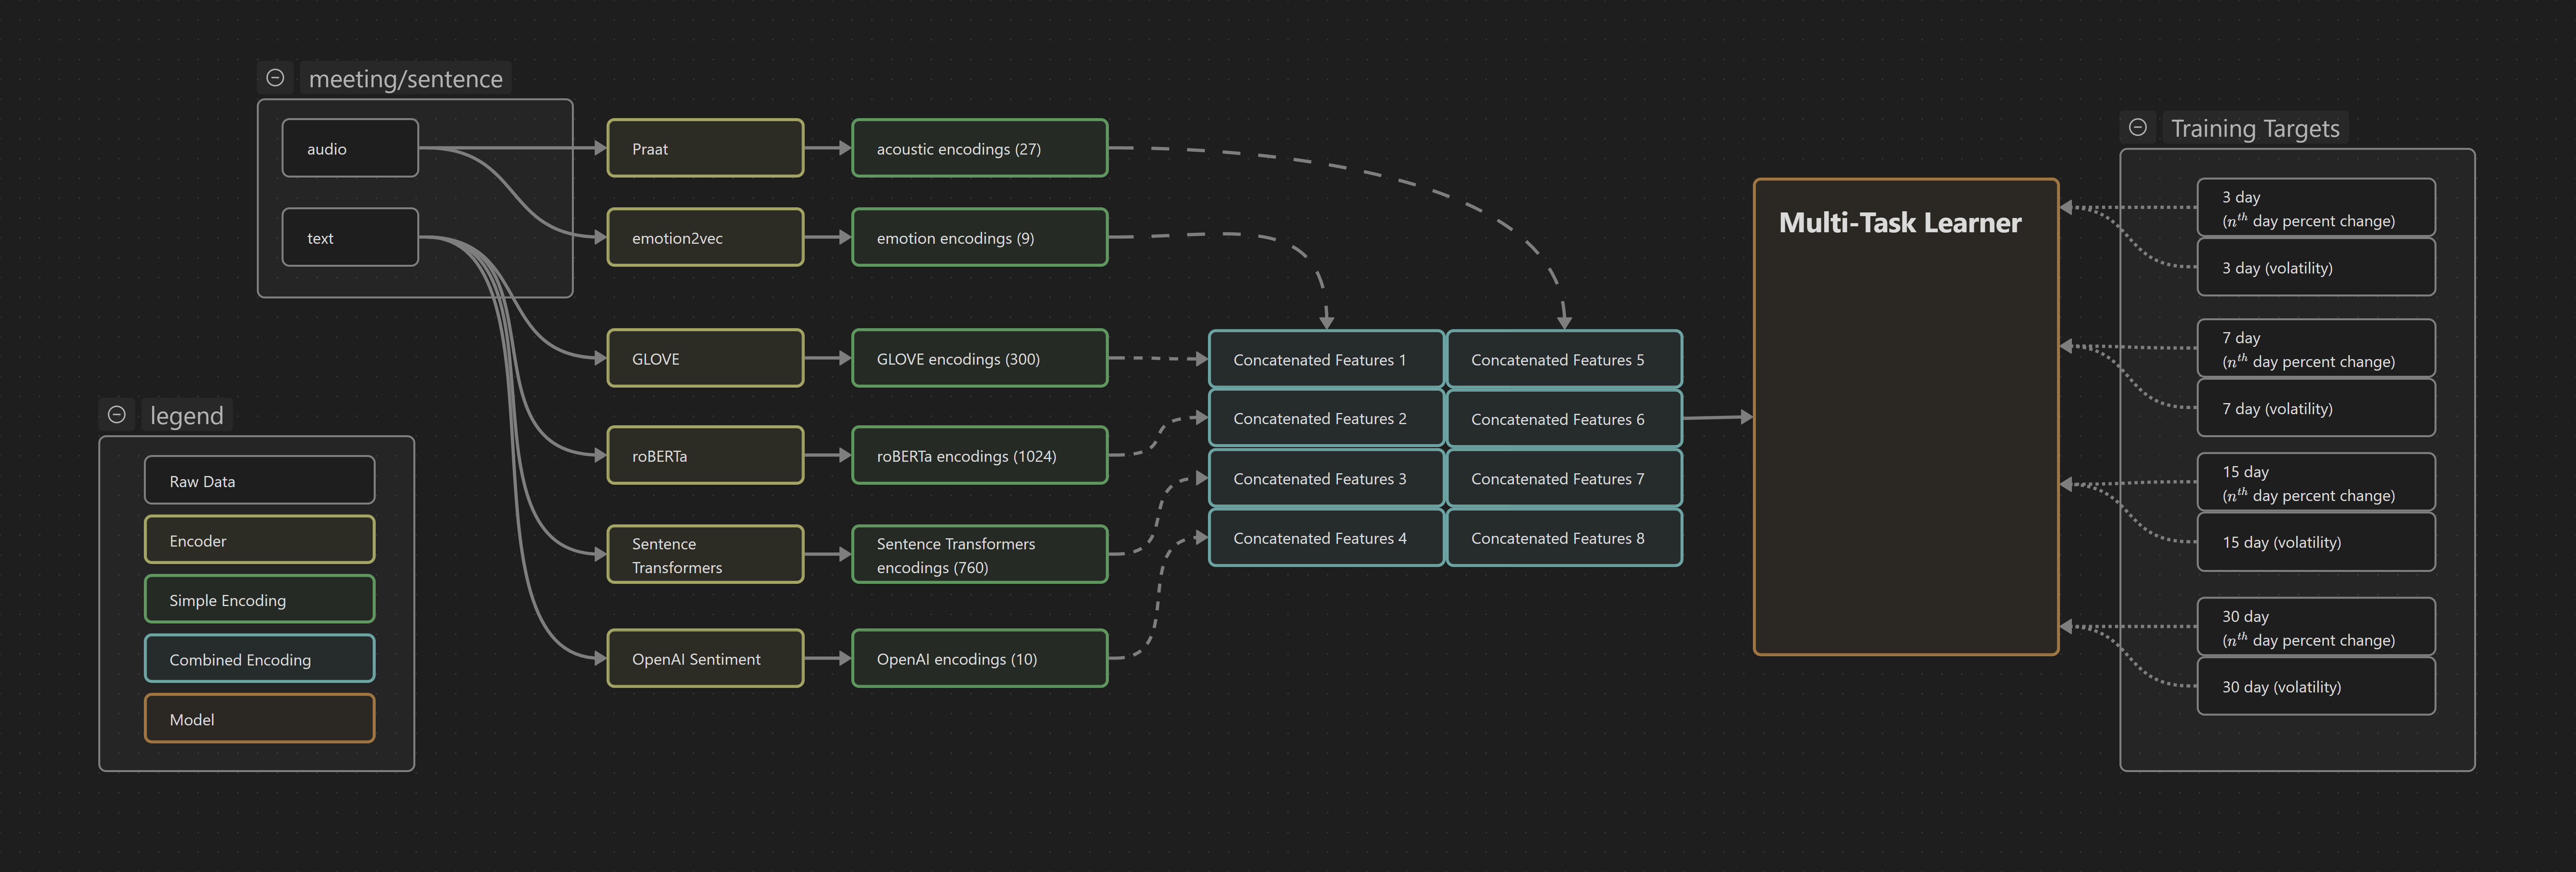 meeting/sentence
audio
text
legend
Raw Data
Encoder
Simple Encoding
Combined Encoding
Model
Praat
emotion2vec
GLOVE
roBERTa
Sentence
Transformers
OpenAI Sentiment
acoustic encodings (27)
emotion encodings (9)
GLOVE encodings (300)
roBERTa encodings (1024)
Sentence Transformers
encodings (760)
OpenAI encodings (10)
Concatenated Features 1
Concatenated Features 2
Concatenated Features 3
Concatenated Features 4
Concatenated Features 5
Concatenated Features 6
Concatenated Features 7
Concatenated Features 8
Multi-Task Learner
Training Targets
3 day
(nth day percent change)
3 day (volatility)
7 day
(nth day percent change)
7 day (volatility)
15 day
(nth day percent change)
15 day (volatility)
30 day
(nth day percent change)
30 day (volatility)